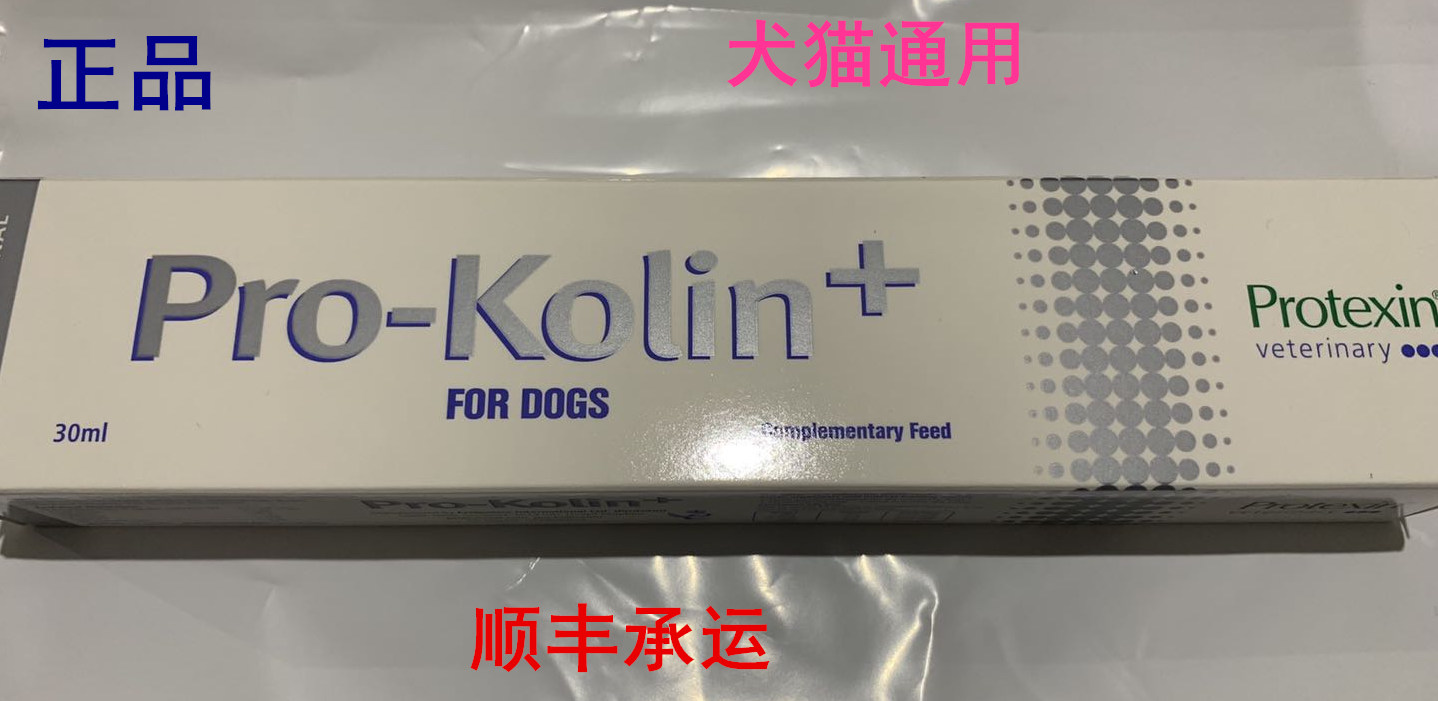 正品
犬猫通用
Pro-Kolin+
FOR DOGS
30ml
Complementary Feed
Protexin®
veterinary
Pro-Kolin+
Protexin
顺丰承运